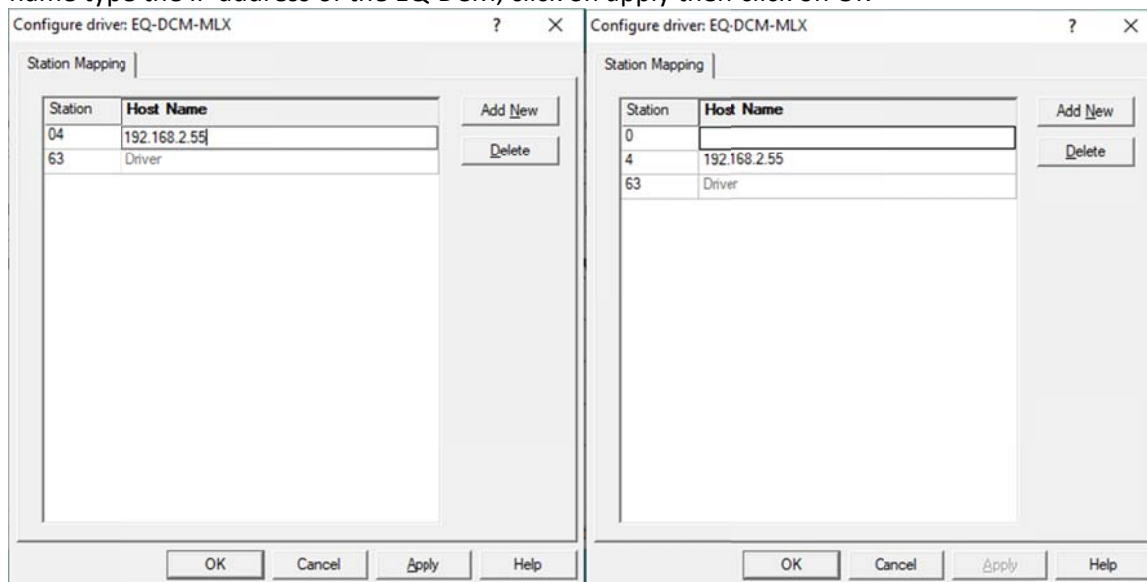 Configure driver: EQ-DCM-MLX ? ×
Station Mapping
Station Host Name Add New
04 192.168.2.55
63 Driver Delete
OK Cancel Apply Help
Configure driver: EQ-DCM-MLX ? ×
Station Mapping
Station Host Name Add New
0
4 192.168.2.55 Delete
63 Driver
OK Cancel Apply Help